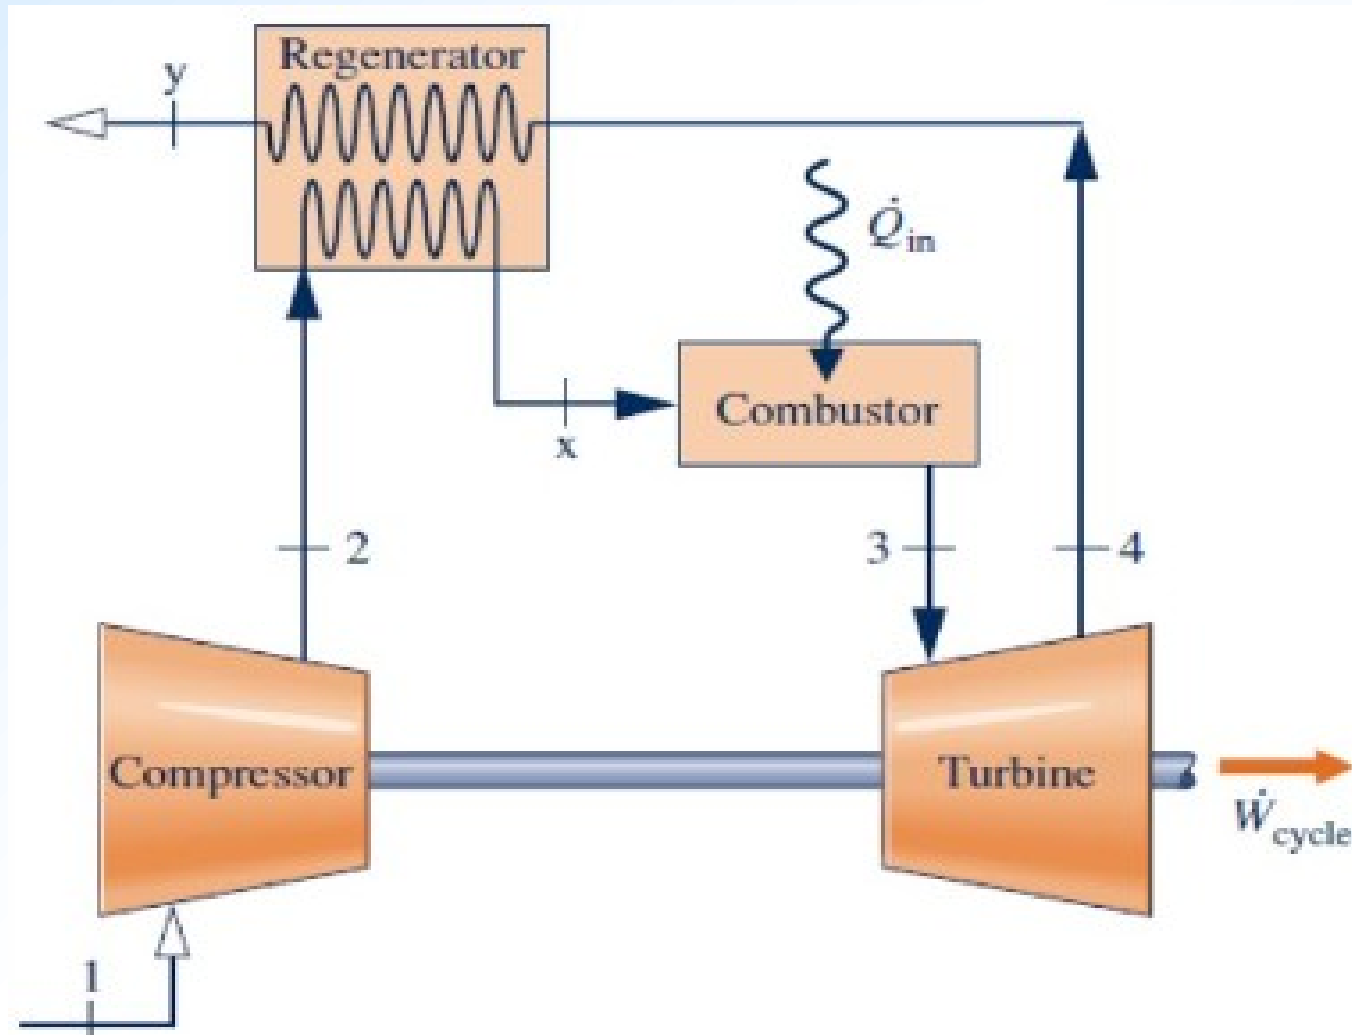 Regenerator
y
Q̇in
Combustor
x
2
3
4
Compressor
Turbine
Ẇcycle
1